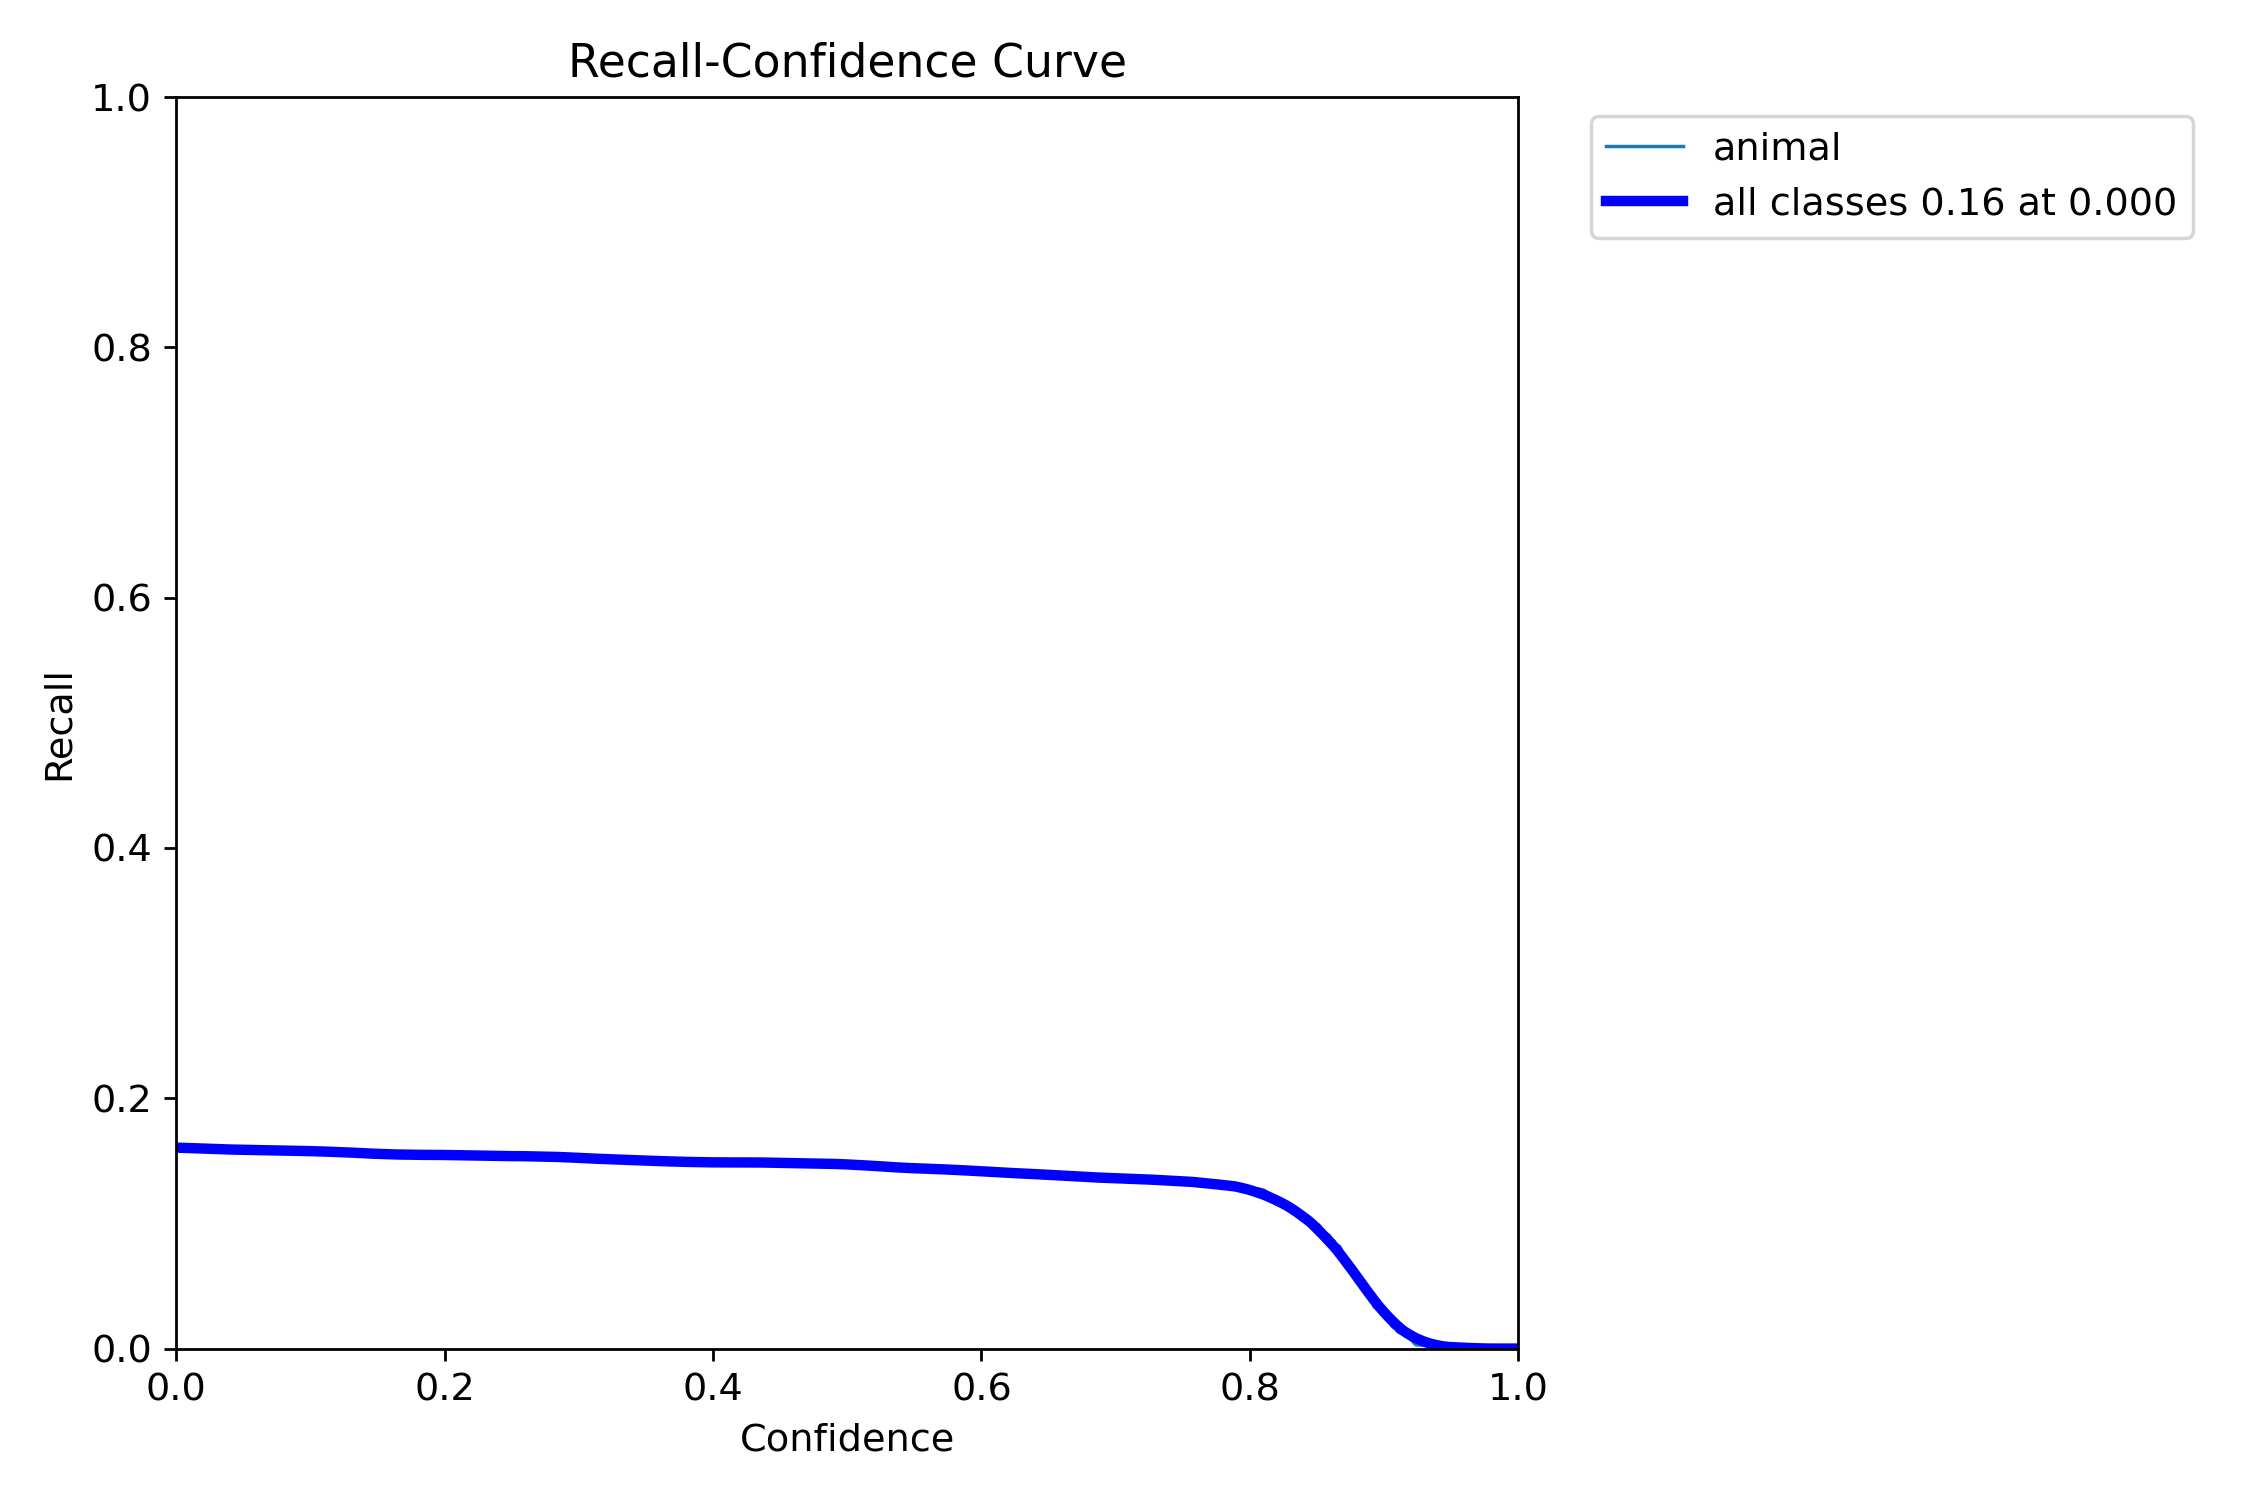 Recall-Confidence Curve
1.0
0.8
0.6
0.4
0.2
0.0
Recall
0.0 0.2 0.4 0.6 0.8 1.0
Confidence
animal
all classes 0.16 at 0.000